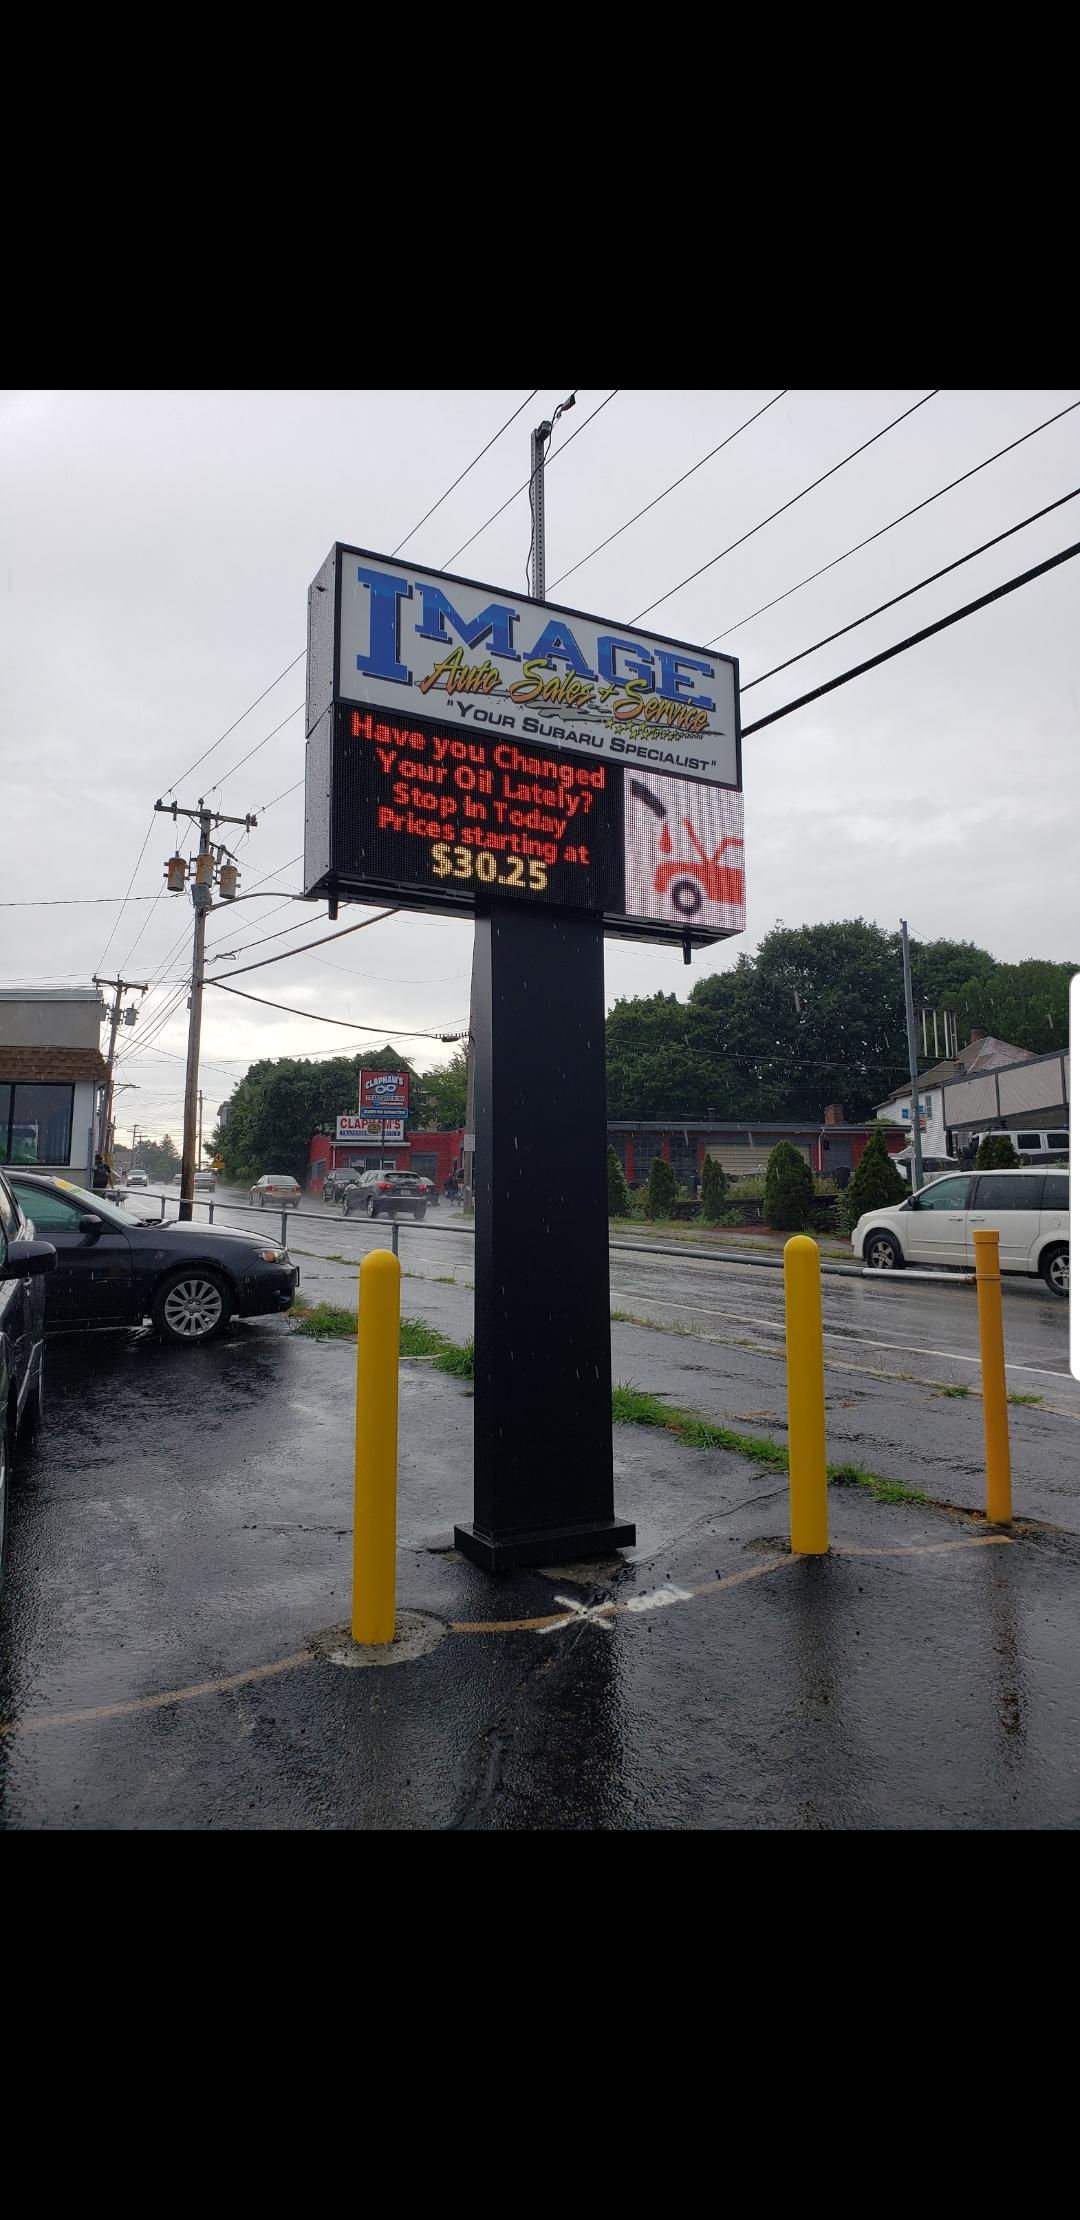 IMAGE
Auto Sales + Service
"YOUR SUBARU SPECIALIST"
Have you Changed
Your Oil Lately?
Stop In Today
Prices starting at
$30.25
CLAPHAM'S
CLAPHAM'S